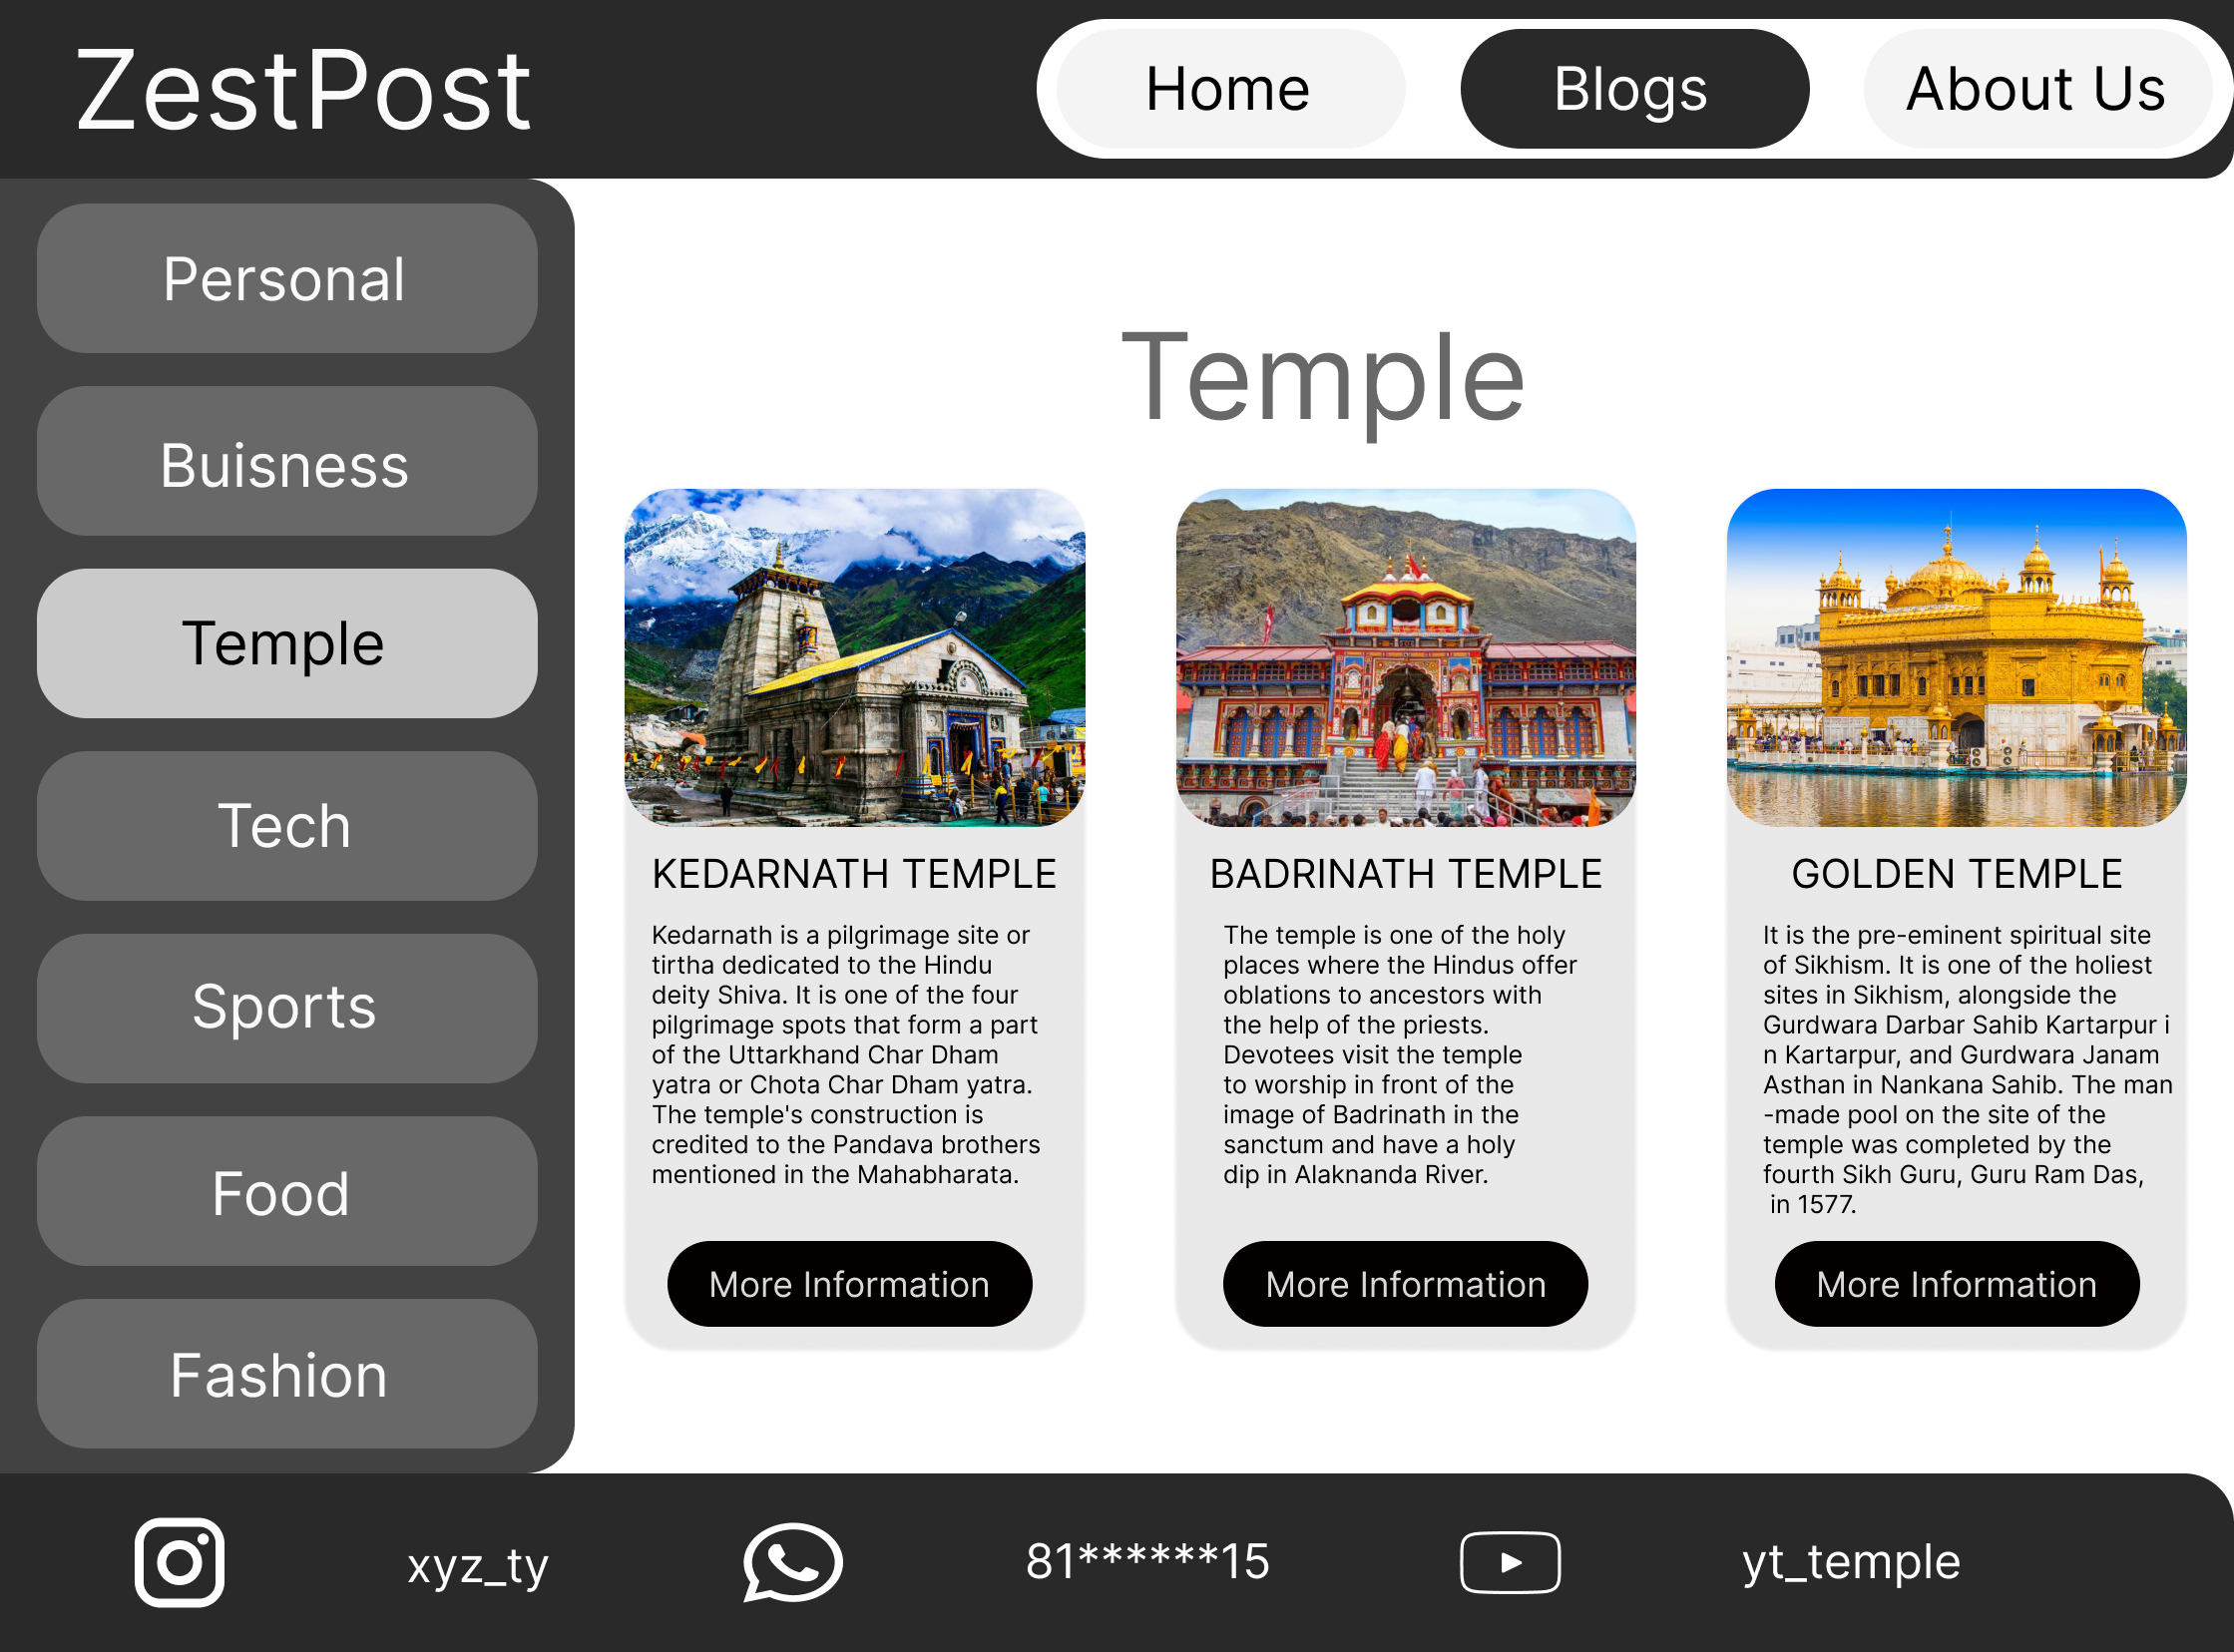 ZestPost
Home
Blogs
About Us
Personal
Buisness
Temple
Tech
Sports
Food
Fashion
Temple
KEDARNATH TEMPLE
Kedarnath is a pilgrimage site or
tirtha dedicated to the Hindu
deity Shiva. It is one of the four
pilgrimage spots that form a part
of the Uttarkhand Char Dham
yatra or Chota Char Dham yatra.
The temple's construction is
credited to the Pandava brothers
mentioned in the Mahabharata.
More Information
BADRINATH TEMPLE
The temple is one of the holy
places where the Hindus offer
oblations to ancestors with
the help of the priests.
Devotees visit the temple
to worship in front of the
image of Badrinath in the
sanctum and have a holy
dip in Alaknanda River.
More Information
GOLDEN TEMPLE
It is the pre-eminent spiritual site
of Sikhism. It is one of the holiest
sites in Sikhism, alongside the
Gurdwara Darbar Sahib Kartarpur i
n Kartarpur, and Gurdwara Janam
Asthan in Nankana Sahib. The man
-made pool on the site of the
temple was completed by the
fourth Sikh Guru, Guru Ram Das,
in 1577.
More Information
xyz_ty
81******15
yt_temple